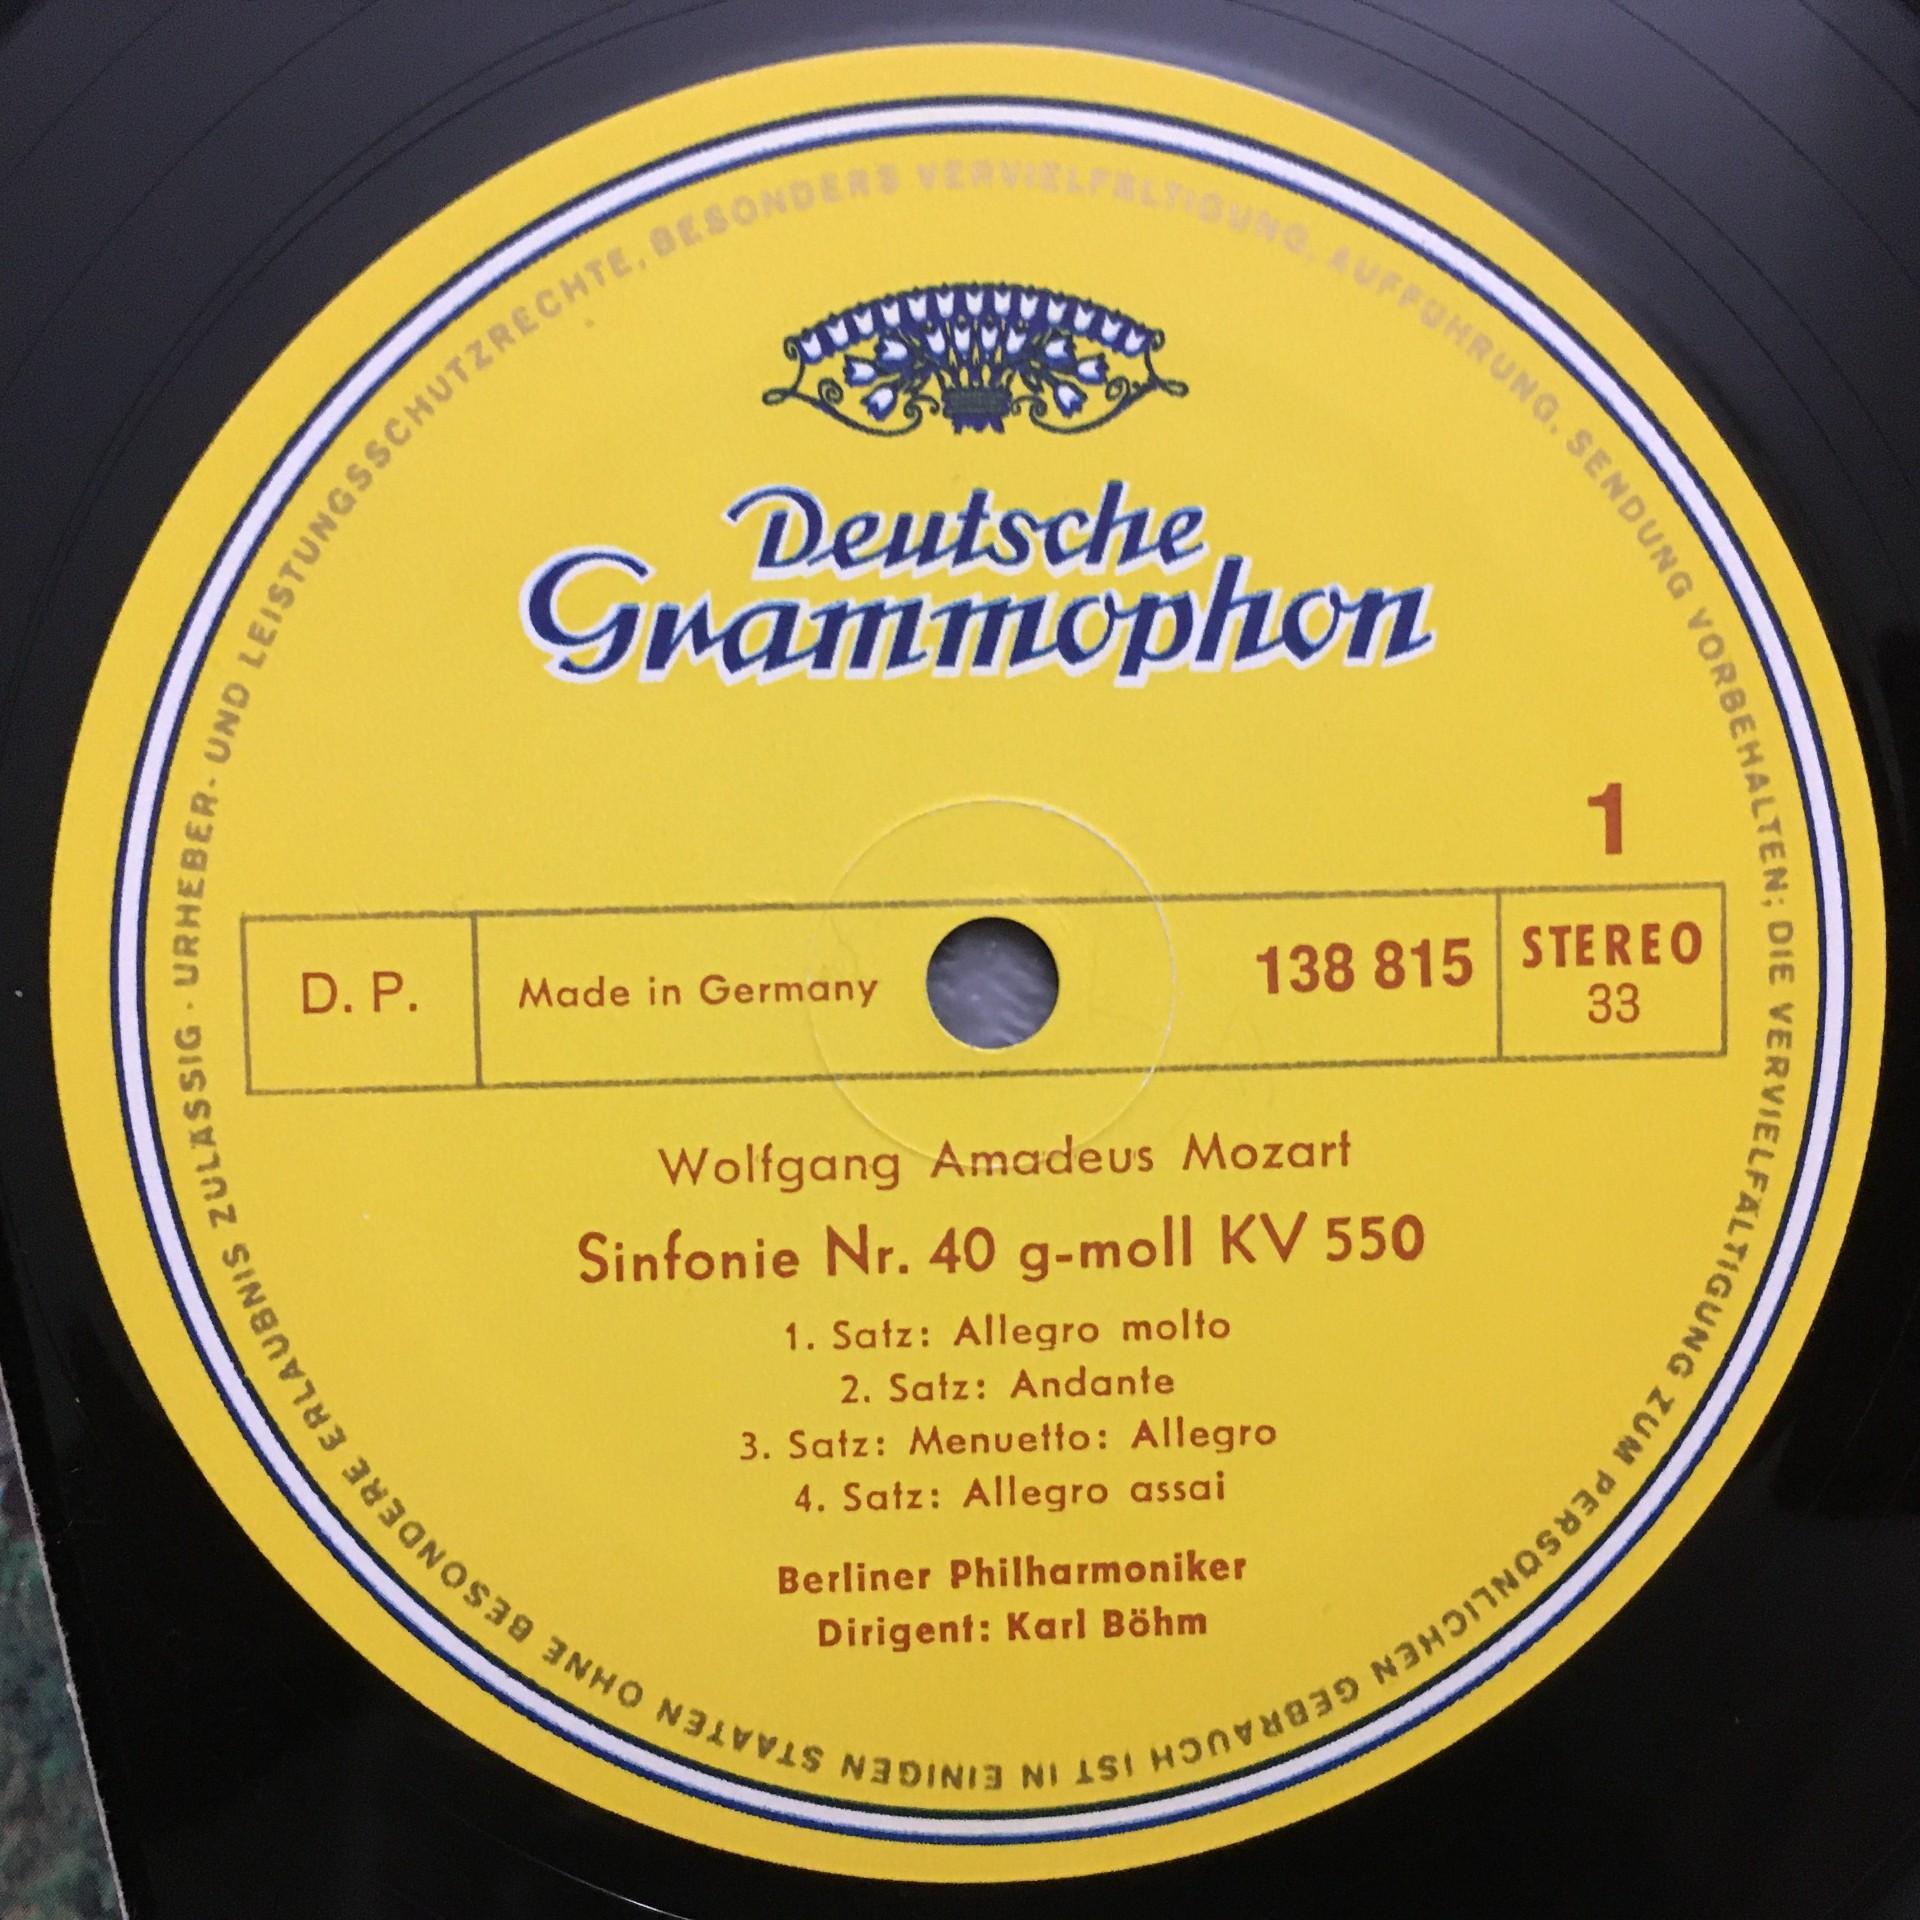 URHEBER- UND LEISTUNGSSCHUTZRECHTE, BESONDERS VERVIELFÄLTIGUNG, AUFFÜHRUNG, SENDUNG VORBEHALTEN; DIE VERVIELFÄLTIGUNG ZUM PERSÖNLICHEN GEBRAUCH IST IN EINIGEN STAATEN OHNE BESONDERE ERLAUBNIS ZULÄSSIG ·
Deutsche
Grammophon
1
D. P.
Made in Germany
138 815
STEREO
33
Wolfgang Amadeus Mozart
Sinfonie Nr. 40 g-moll KV 550
1. Satz: Allegro molto
2. Satz: Andante
3. Satz: Menuetto: Allegro
4. Satz: Allegro assai
Berliner Philharmoniker
Dirigent: Karl Böhm